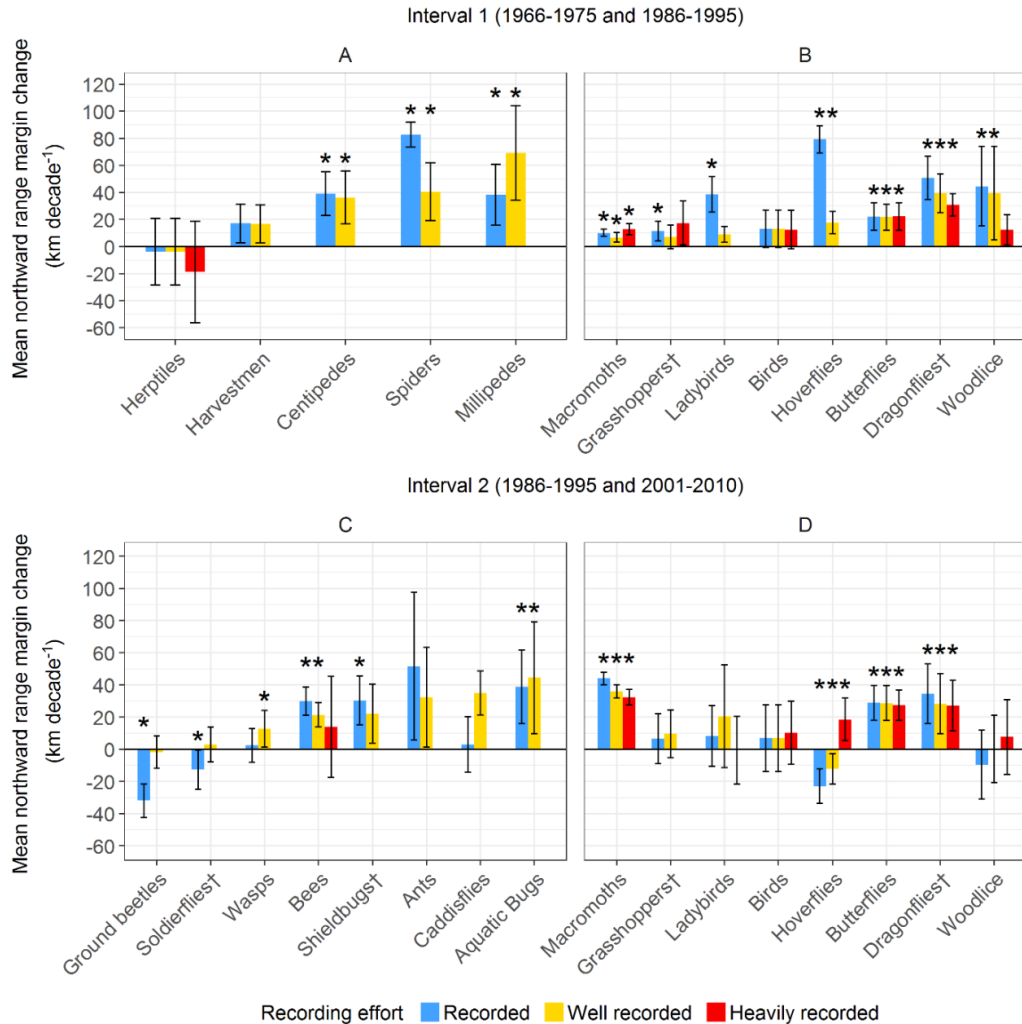 Interval 1 (1966-1975 and 1986-1995)
A
B
Mean northward range margin change
(km decade-1)
120
100
80
60
40
20
0
-20
-40
-60
* * * * * *
* * * * * ** *** *** **
Herptiles
Harvestmen
Centipedes
Spiders
Millipedes
Macromoths
Grasshoppers†
Ladybirds
Birds
Hoverflies
Butterflies
Dragonflies†
Woodlice
Interval 2 (1986-1995 and 2001-2010)
C
D
Mean northward range margin change
(km decade-1)
120
100
80
60
40
20
0
-20
-40
-60
* * * ** * **
*** *** *** ***
Ground beetles
Soldierflies†
Wasps
Bees
Shieldbugs†
Ants
Caddisflies
Aquatic Bugs
Macromoths
Grasshoppers†
Ladybirds
Birds
Hoverflies
Butterflies
Dragonflies†
Woodlice
Recording effort Recorded Well recorded Heavily recorded